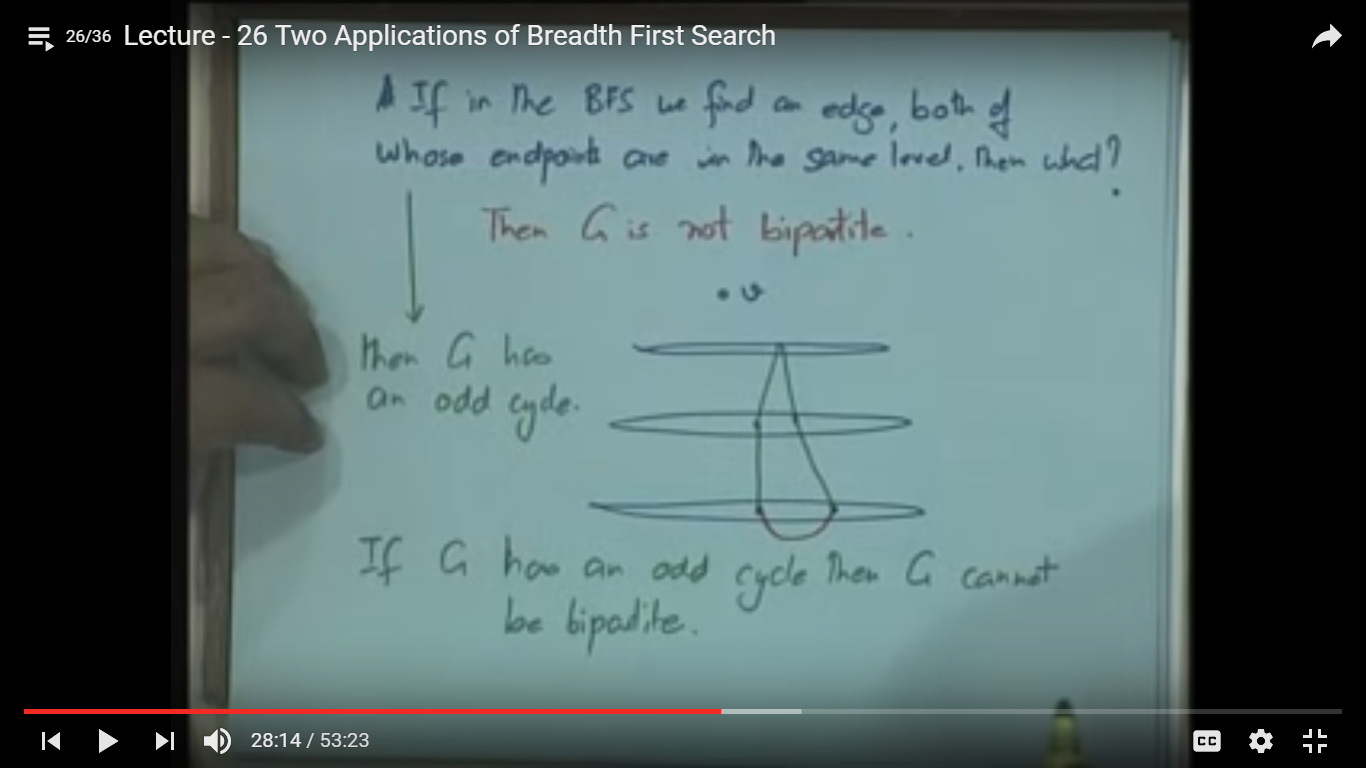 26/36 Lecture - 26 Two Applications of Breadth First Search
If in the BFS we find an edge, both of
whose endpoints are in the same level, then what?
Then G is not bipartite.
v
then G has
an odd cycle.
If G has an odd cycle then G cannot
be bipartite.
28:14 / 53:23
CC